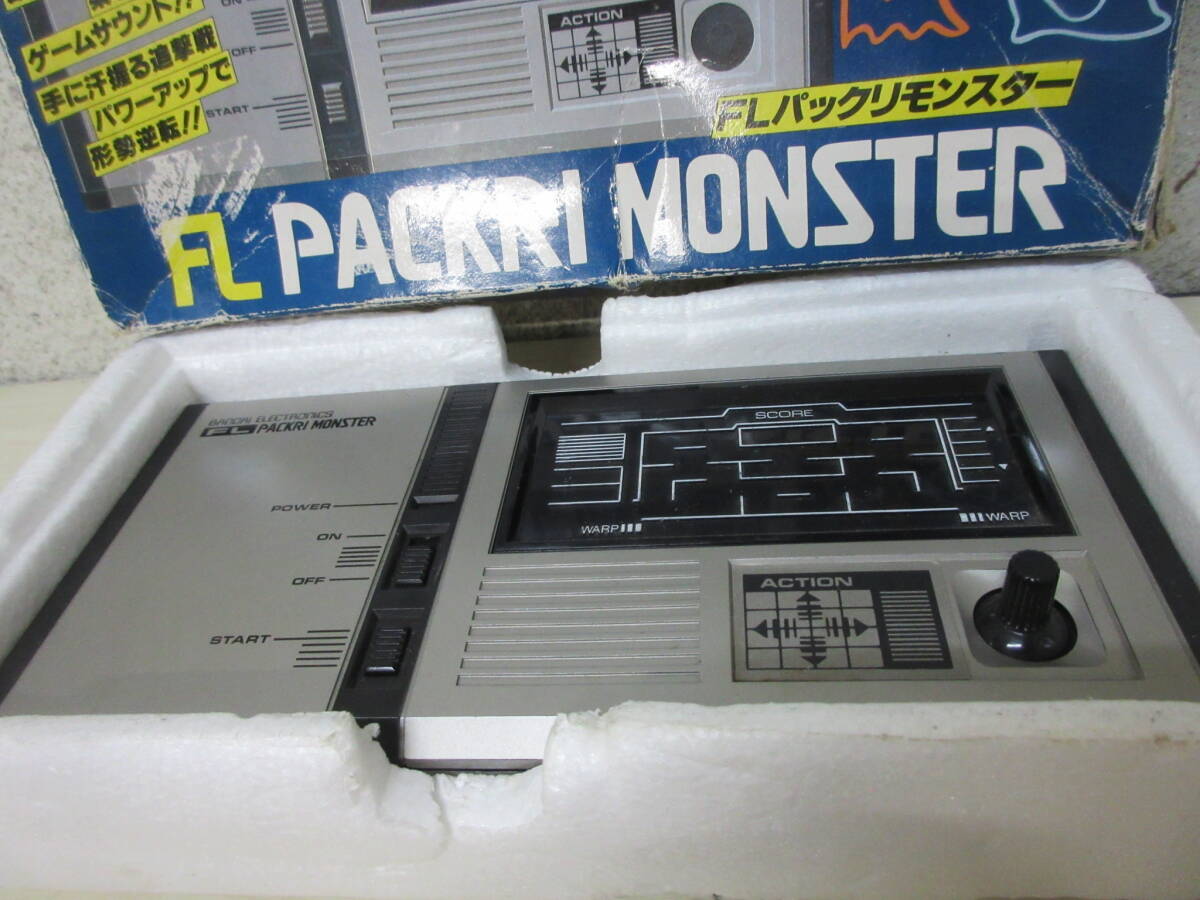 ゲームサウンド!!
手に汗握る追撃戦
パワーアップで
形勢逆転!!
OFF
START
ACTION
FLパックリモンスター
FL PACKRI MONSTER
BANDAI ELECTRONICS
FL PACKRI MONSTER
POWER
ON
OFF
START
SCORE
WARP
WARP
ACTION